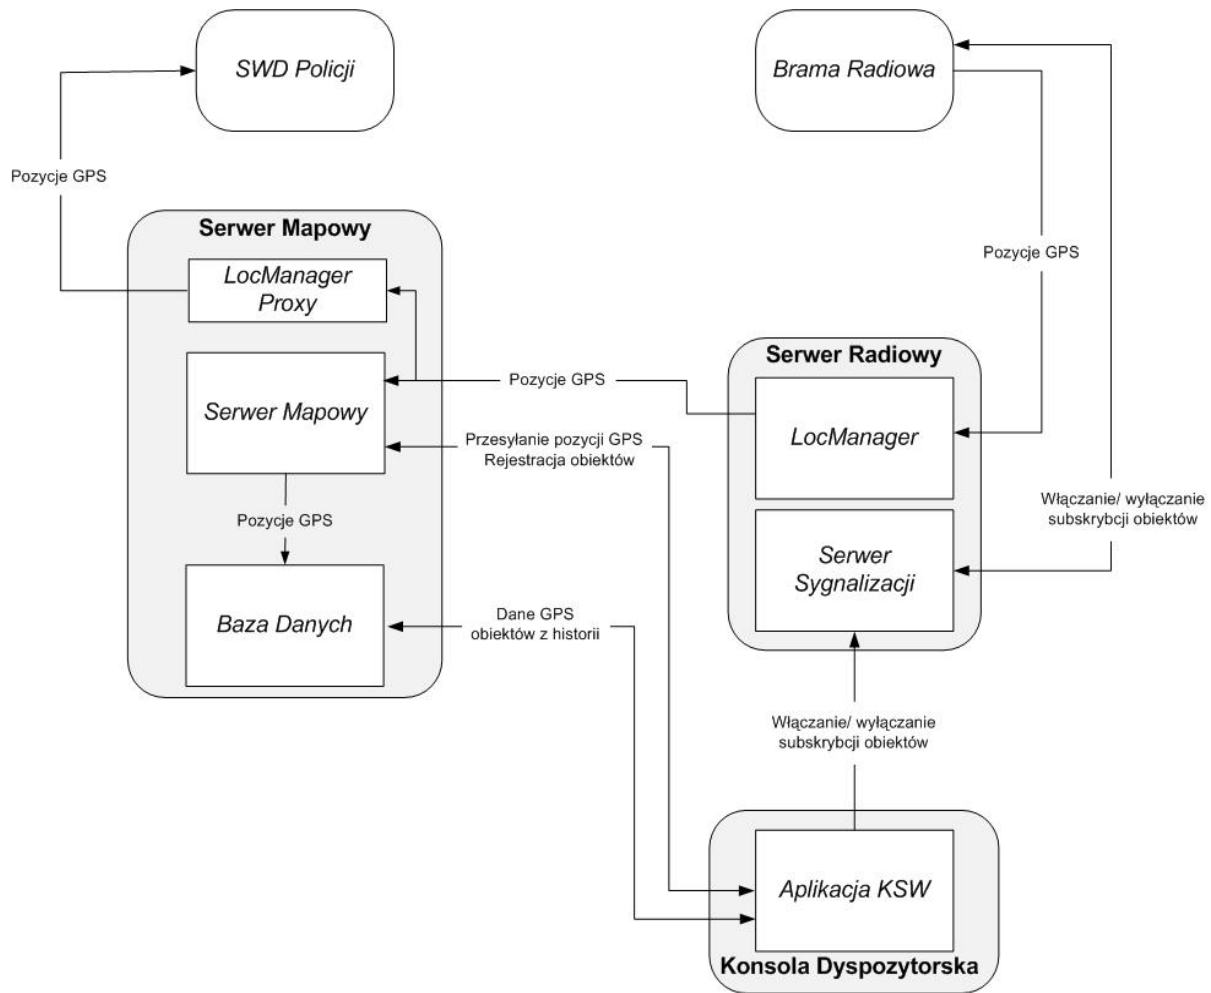 SWD Policji
Brama Radiowa
Pozycje GPS
Serwer Mapowy
LocManager
Proxy
Pozycje GPS
Serwer Radiowy
Serwer Mapowy
Pozycje GPS
LocManager
Przesyłanie pozycji GPS
Rejestracja obiektów
Włączanie/ wyłączanie
subskrybcji obiektów
Pozycje GPS
Serwer
Sygnalizacji
Baza Danych
Dane GPS
obiektów z historii
Włączanie/ wyłączanie
subskrybcji obiektów
Aplikacja KSW
Konsola Dyspozytorska